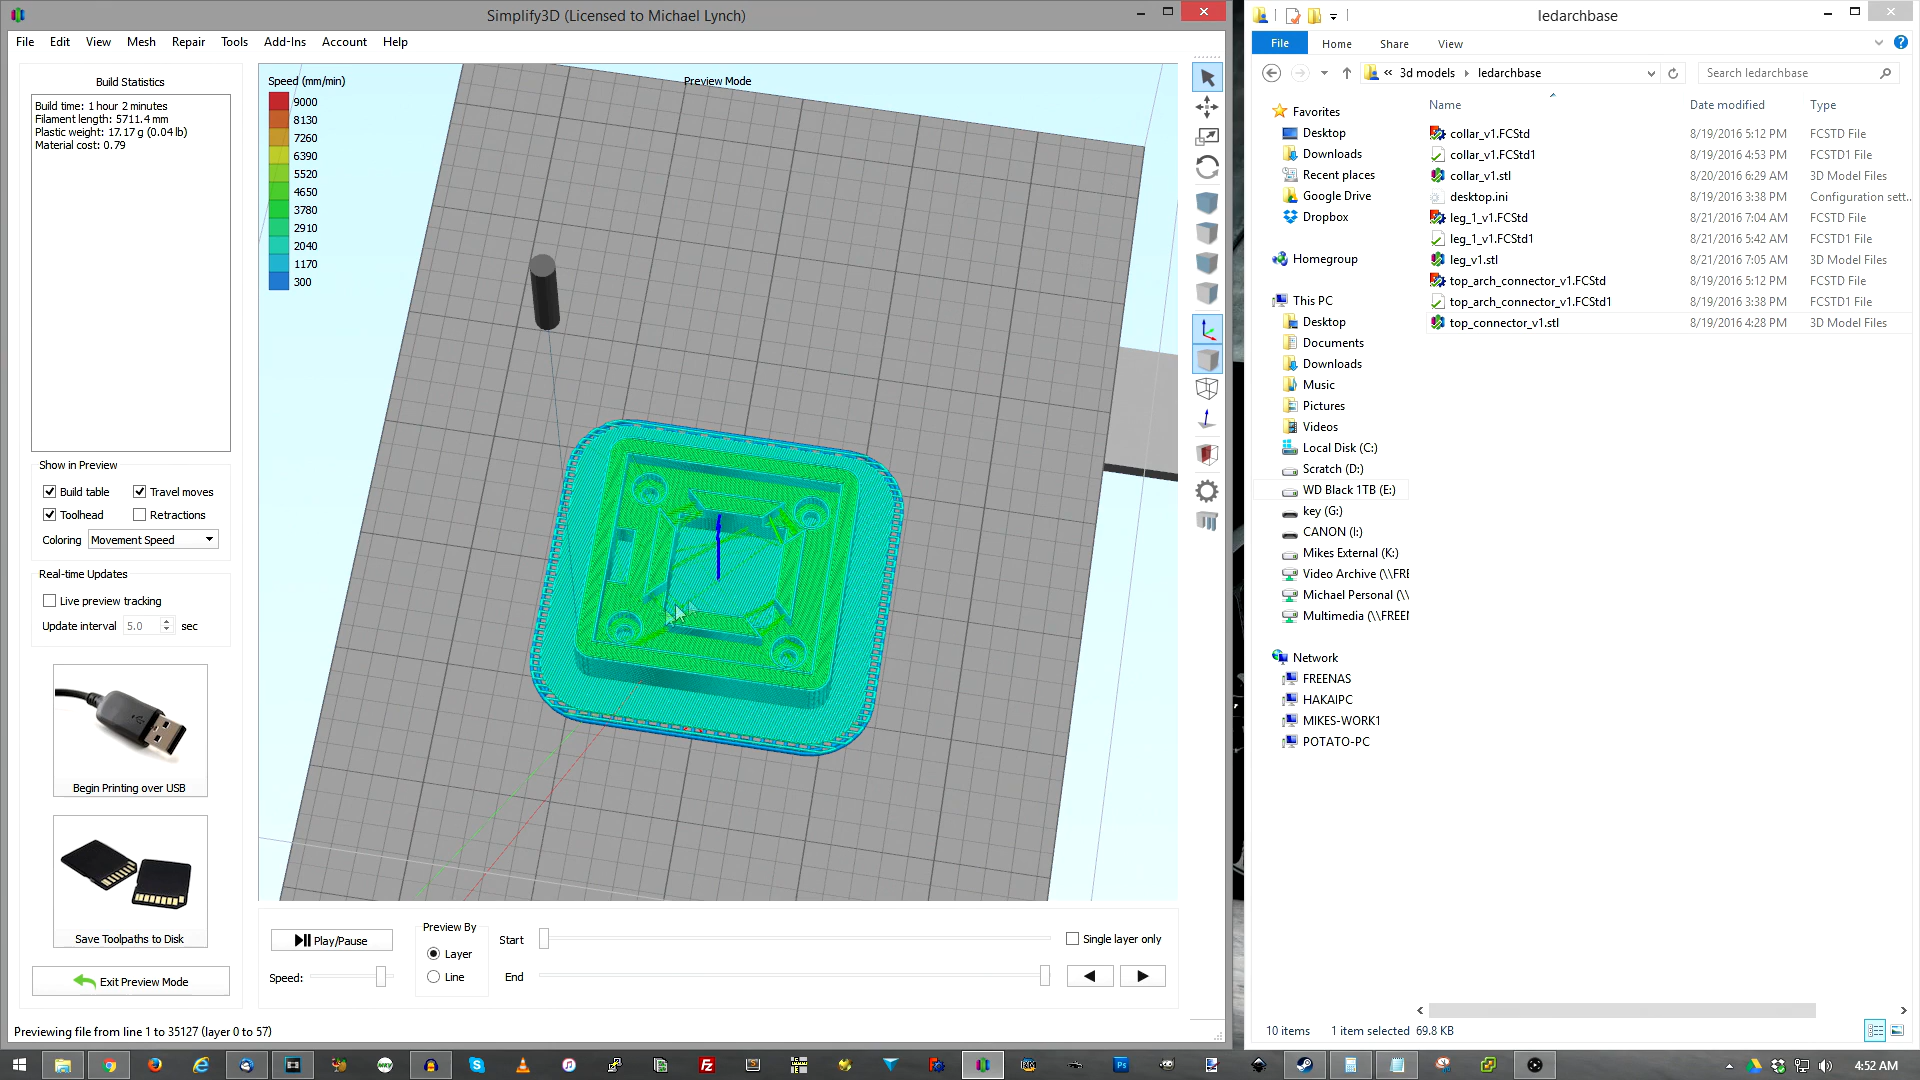 Simplify3D (Licensed to Michael Lynch)
File Edit View Mesh Repair Tools Add-Ins Account Help
Build Statistics
Build time: 1 hour 2 minutes
Filament length: 5711.4 mm
Plastic weight: 17.17 g (0.04 lb)
Material cost: 0.79
Show in Preview
Build table Travel moves
Toolhead Retractions
Coloring Movement Speed
Real-time Updates
Live preview tracking
Update interval 5.0 sec
Begin Printing over USB
Save Toolpaths to Disk
Exit Preview Mode
Speed (mm/min)
9000
8130
7260
6390
5520
4650
3780
2910
2040
1170
300
Preview Mode
Play/Pause
Speed:
Preview By
Layer
Line
Start
End
Single layer only
Previewing file from line 1 to 35127 (layer 0 to 57)
ledarchbase
File Home Share View
« 3d models ledarchbase
Search ledarchbase
Favorites
Desktop
Downloads
Recent places
Google Drive
Dropbox
Homegroup
This PC
Desktop
Documents
Downloads
Music
Pictures
Videos
Local Disk (C:)
Scratch (D:)
WD Black 1TB (E:)
key (G:)
CANON (I:)
Mikes External (K:)
Video Archive (\\FRE
Michael Personal (\\
Multimedia (\\FREEI
Network
FREENAS
HAKAIPC
MIKES-WORK1
POTATO-PC
Name Date modified Type
collar_v1.FCStd 8/19/2016 5:12 PM FCSTD File
collar_v1.FCStd1 8/19/2016 4:53 PM FCSTD1 File
collar_v1.stl 8/20/2016 6:29 AM 3D Model Files
desktop.ini 8/19/2016 3:38 PM Configuration sett...
leg_1_v1.FCStd 8/21/2016 7:04 AM FCSTD File
leg_1_v1.FCStd1 8/21/2016 5:42 AM FCSTD1 File
leg_v1.stl 8/21/2016 7:05 AM 3D Model Files
top_arch_connector_v1.FCStd 8/19/2016 5:12 PM FCSTD File
top_arch_connector_v1.FCStd1 8/19/2016 3:38 PM FCSTD1 File
top_connector_v1.stl 8/19/2016 4:28 PM 3D Model Files
10 items 1 item selected 69.8 KB
4:52 AM